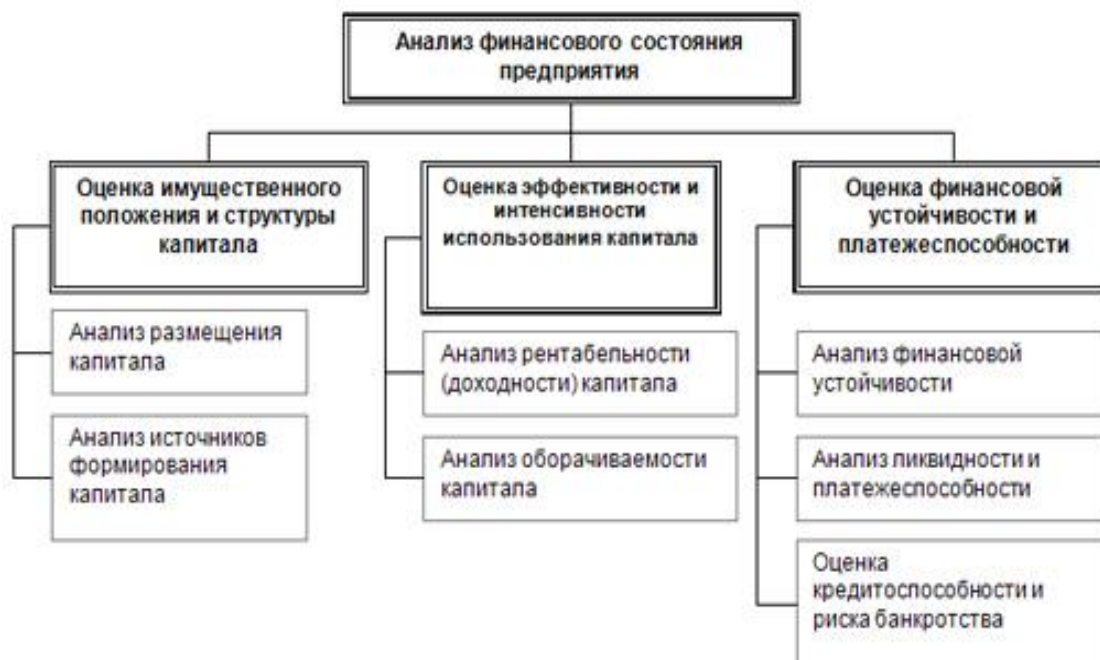 Анализ финансового состояния
предприятия
Оценка имущественного
положения и структуры
капитала
Анализ размещения
капитала
Анализ источников
формирования
капитала
Оценка эффективности и
интенсивности
использования капитала
Анализ рентабельности
(доходности) капитала
Анализ оборачиваемости
капитала
Оценка финансовой
устойчивости и
платежеспособности
Анализ финансовой
устойчивости
Анализ ликвидности и
платежеспособности
Оценка
кредитоспособности и
риска банкротства